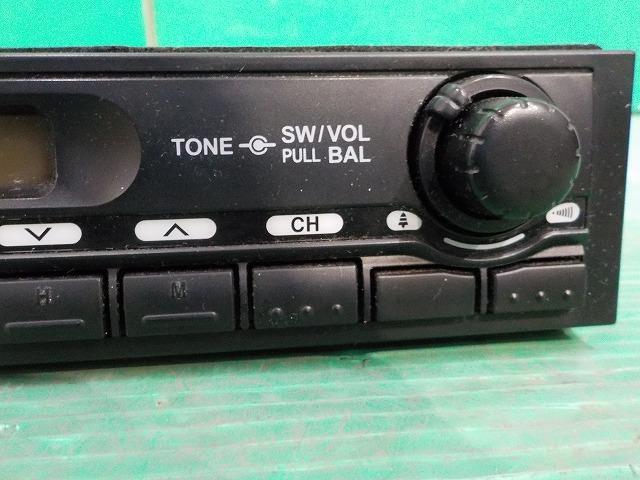 TONE SW/VOL
PULL BAL
CH
H M